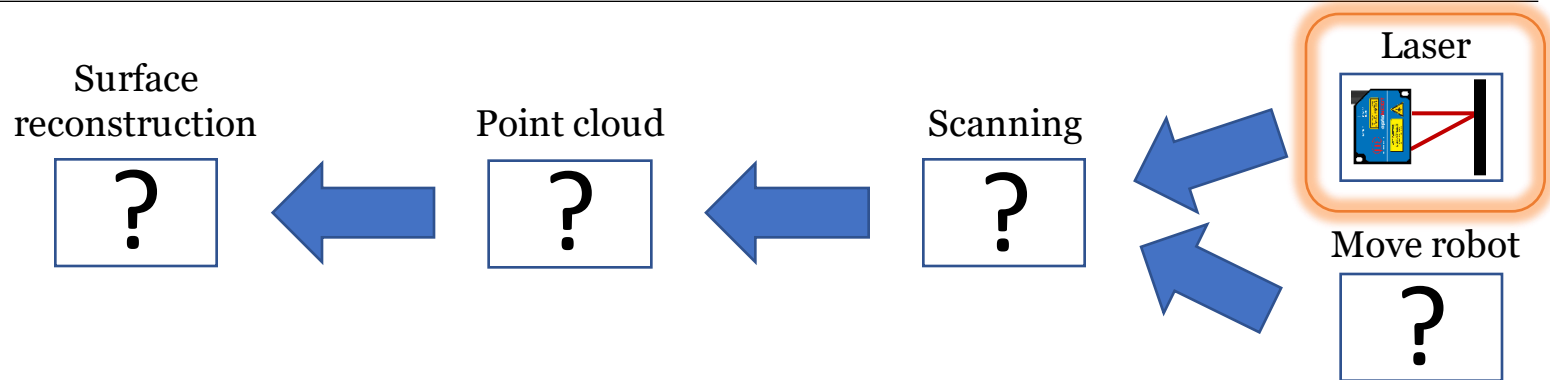 Surface
reconstruction
?
Point cloud
?
Scanning
?
Laser
Move robot
?